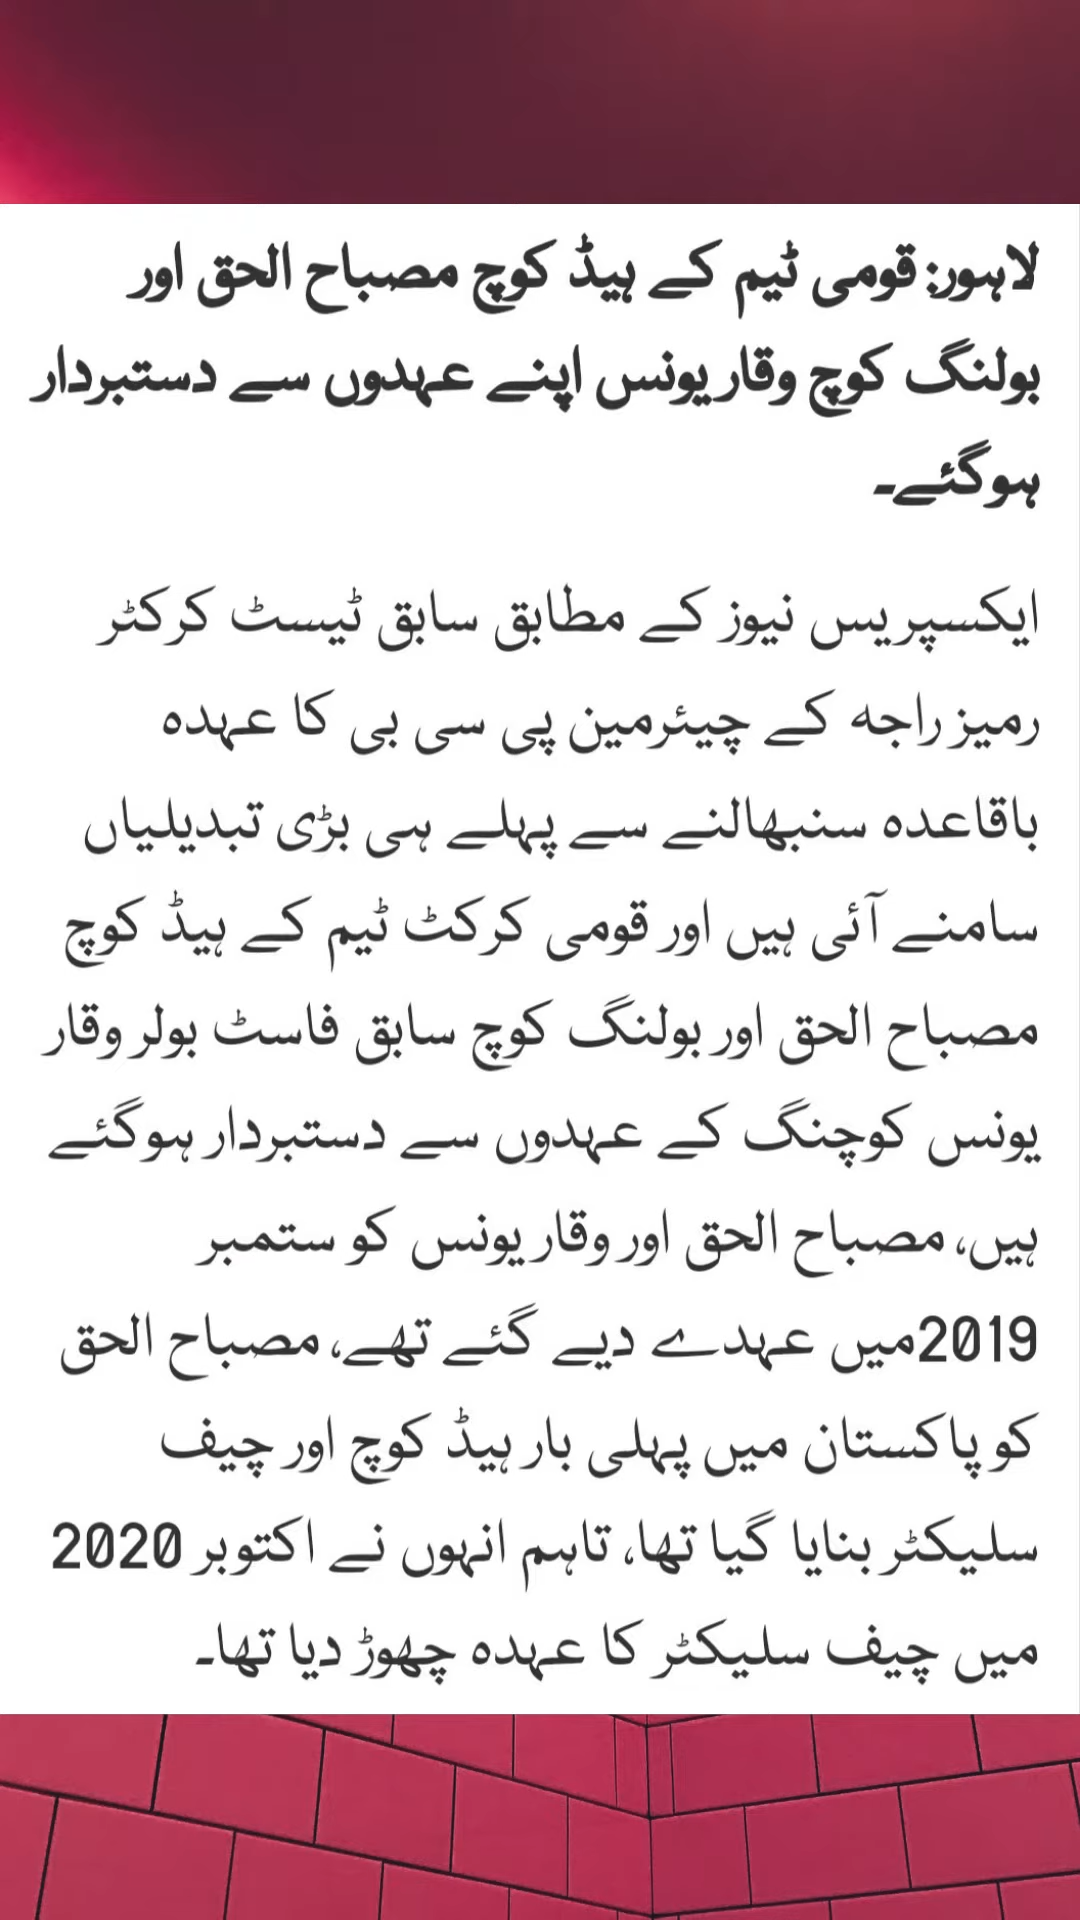 لاہور: قومی ٹیم کے ہیڈ کوچ مصباح الحق اور
بولنگ کوچ وقار یونس اپنے عہدوں سے دستبردار
ہوگئے۔
ایکسپریس نیوز کے مطابق سابق ٹیسٹ کرکٹر
رمیز راجہ کے چیئرمین پی سی بی کا عہدہ
باقاعدہ سنبھالنے سے پہلے ہی بڑی تبدیلیاں
سامنے آئی ہیں اور قومی کرکٹ ٹیم کے ہیڈ کوچ
مصباح الحق اور بولنگ کوچ سابق فاسٹ بولر وقار
یونس کوچنگ کے عہدوں سے دستبردار ہوگئے
ہیں، مصباح الحق اور وقار یونس کو ستمبر
2019میں عہدے دیے گئے تھے، مصباح الحق
کو پاکستان میں پہلی بار ہیڈ کوچ اور چیف
سلیکٹر بنایا گیا تھا، تاہم انہوں نے اکتوبر 2020
میں چیف سلیکٹر کا عہدہ چھوڑ دیا تھا۔